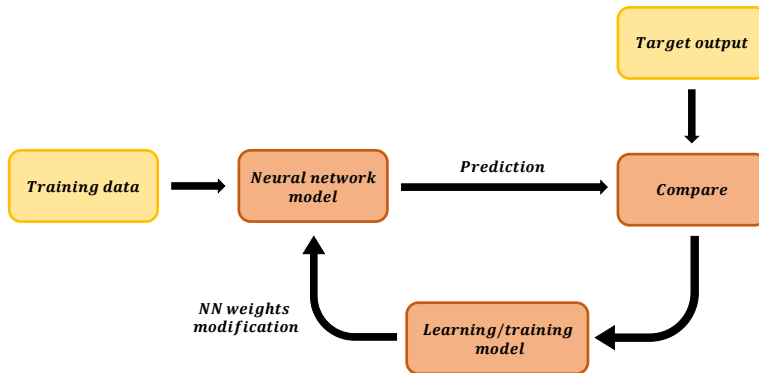 Target output
Training data
Neural network
model
Prediction
Compare
NN weights
modification
Learning/training
model